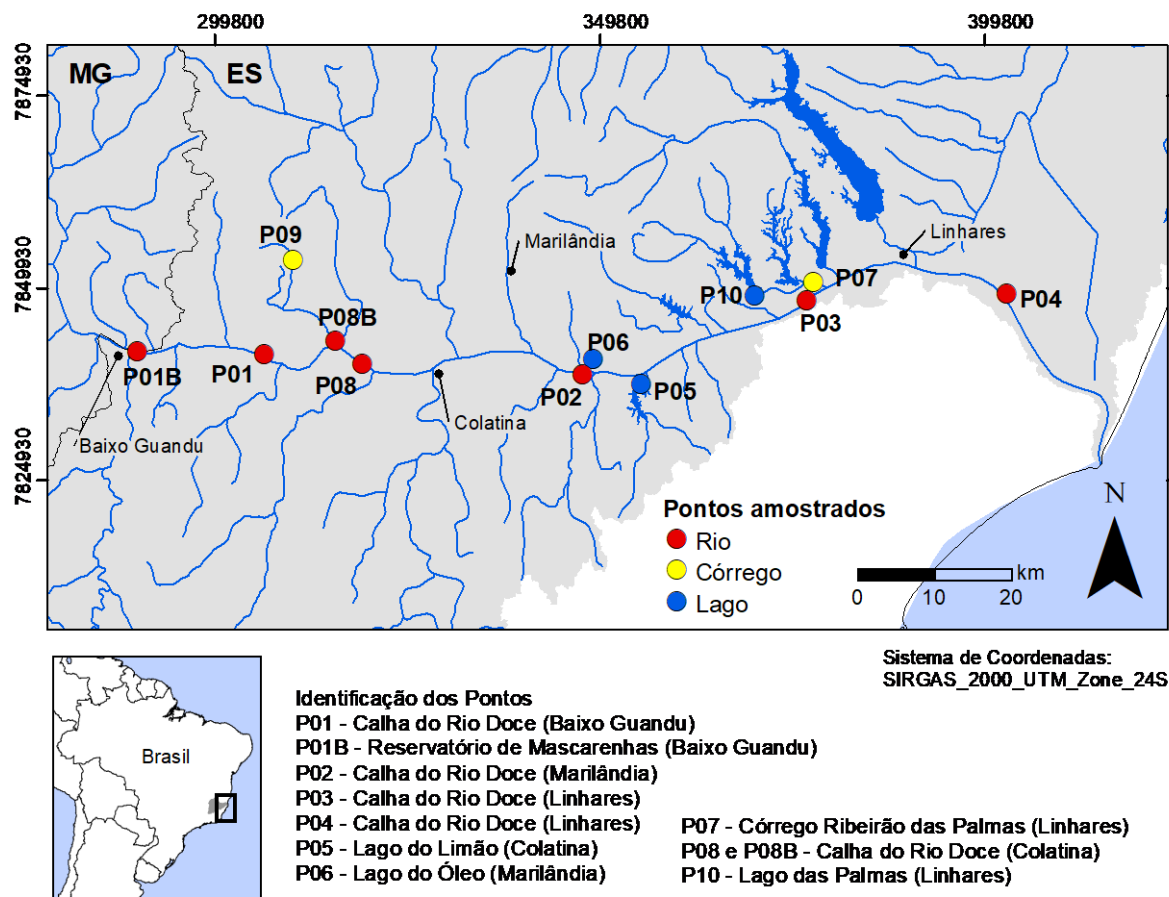 299800
349800
399800
7874930
7849930
7824930
MG
ES
P09
Marilândia
Linhares
P10
P07
P03
P04
P08B
P06
P01B
P01
P08
P02
P05
Baixo Guandu
Colatina
Pontos amostrados
Rio
Córrego
Lago
N
km
0 10 20
Sistema de Coordenadas:
SIRGAS_2000_UTM_Zone_24S
Brasil
Identificação dos Pontos
P01 - Calha do Rio Doce (Baixo Guandu)
P01B - Reservatório de Mascarenhas (Baixo Guandu)
P02 - Calha do Rio Doce (Marilândia)
P03 - Calha do Rio Doce (Linhares)
P04 - Calha do Rio Doce (Linhares)
P05 - Lago do Limão (Colatina)
P06 - Lago do Óleo (Marilândia)
P07 - Córrego Ribeirão das Palmas (Linhares)
P08 e P08B - Calha do Rio Doce (Colatina)
P10 - Lago das Palmas (Linhares)